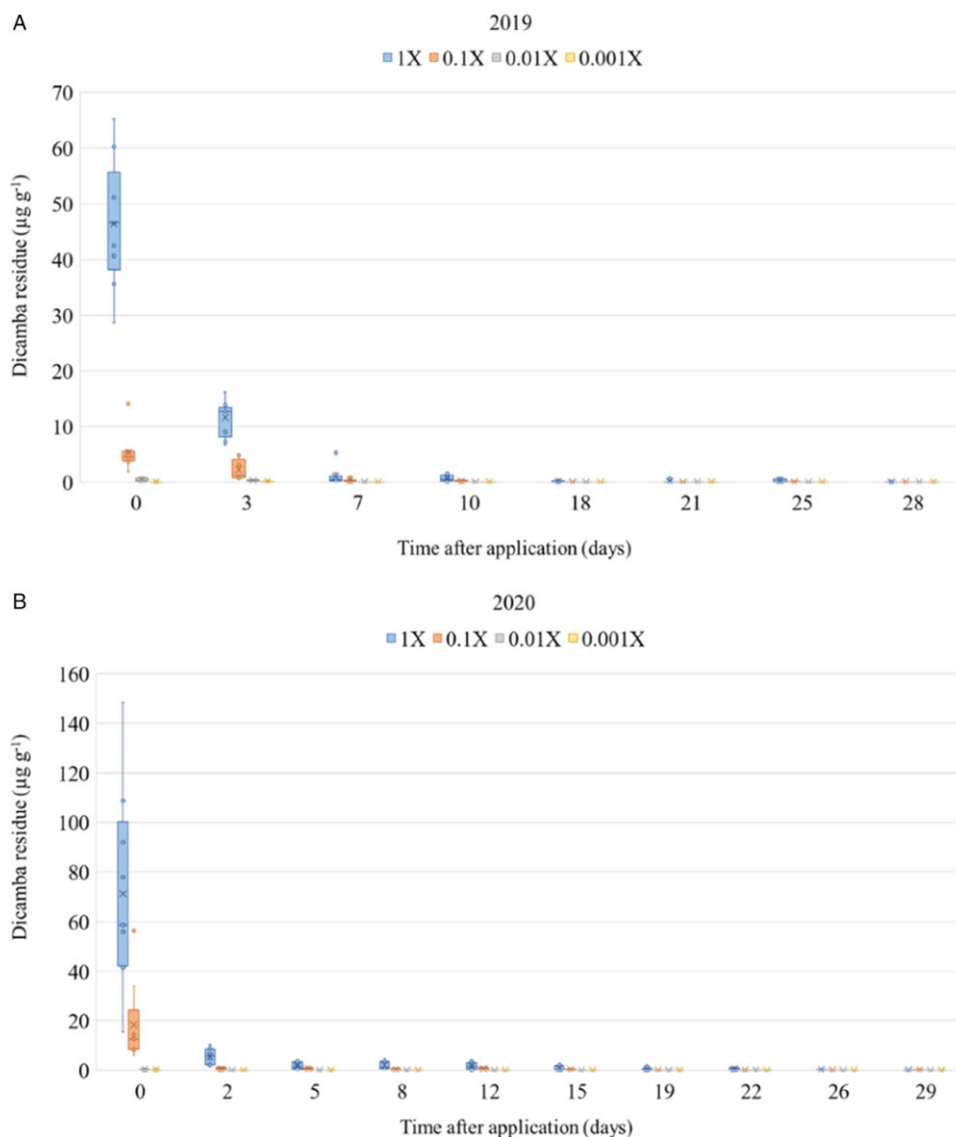 A
2019
1X 0.1X 0.01X 0.001X
70
60
50
40
30
20
10
0
Dicamba residue (µg g⁻¹)
0 3 7 10 18 21 25 28
Time after application (days)
B
2020
1X 0.1X 0.01X 0.001X
160
140
120
100
80
60
40
20
0
Dicamba residue (µg g⁻¹)
0 2 5 8 12 15 19 22 26 29
Time after application (days)